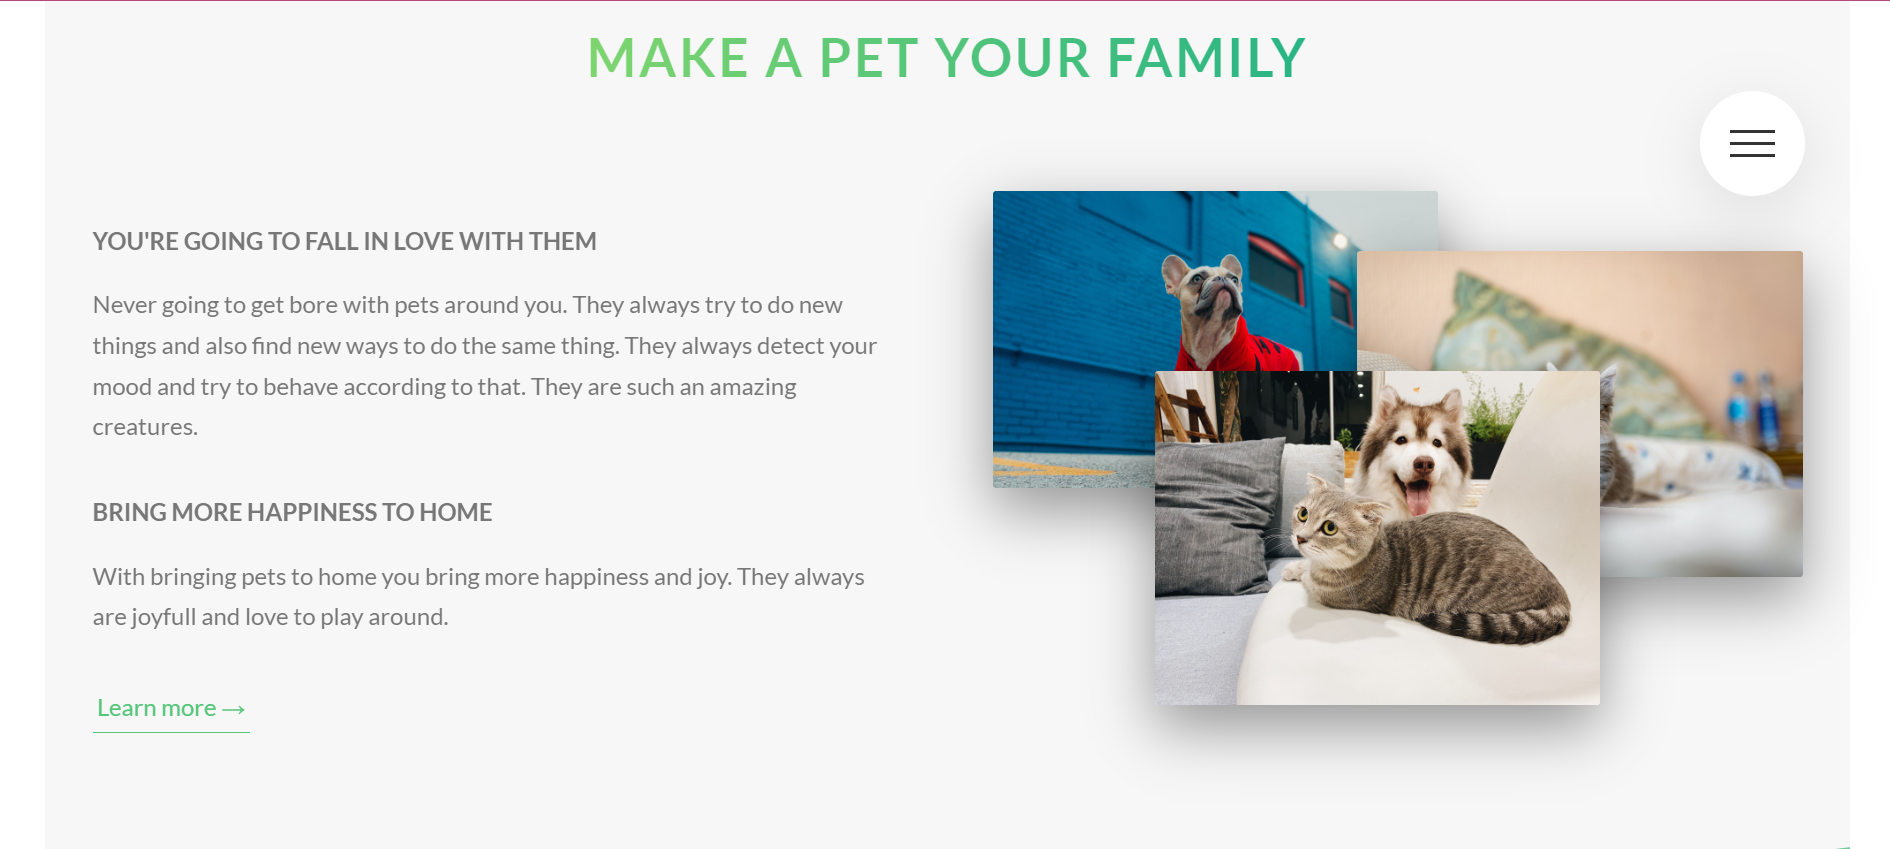 MAKE A PET YOUR FAMILY
YOU'RE GOING TO FALL IN LOVE WITH THEM
Never going to get bore with pets around you. They always try to do new
things and also find new ways to do the same thing. They always detect your
mood and try to behave according to that. They are such an amazing
creatures.
BRING MORE HAPPINESS TO HOME
With bringing pets to home you bring more happiness and joy. They always
are joyfull and love to play around.
Learn more →